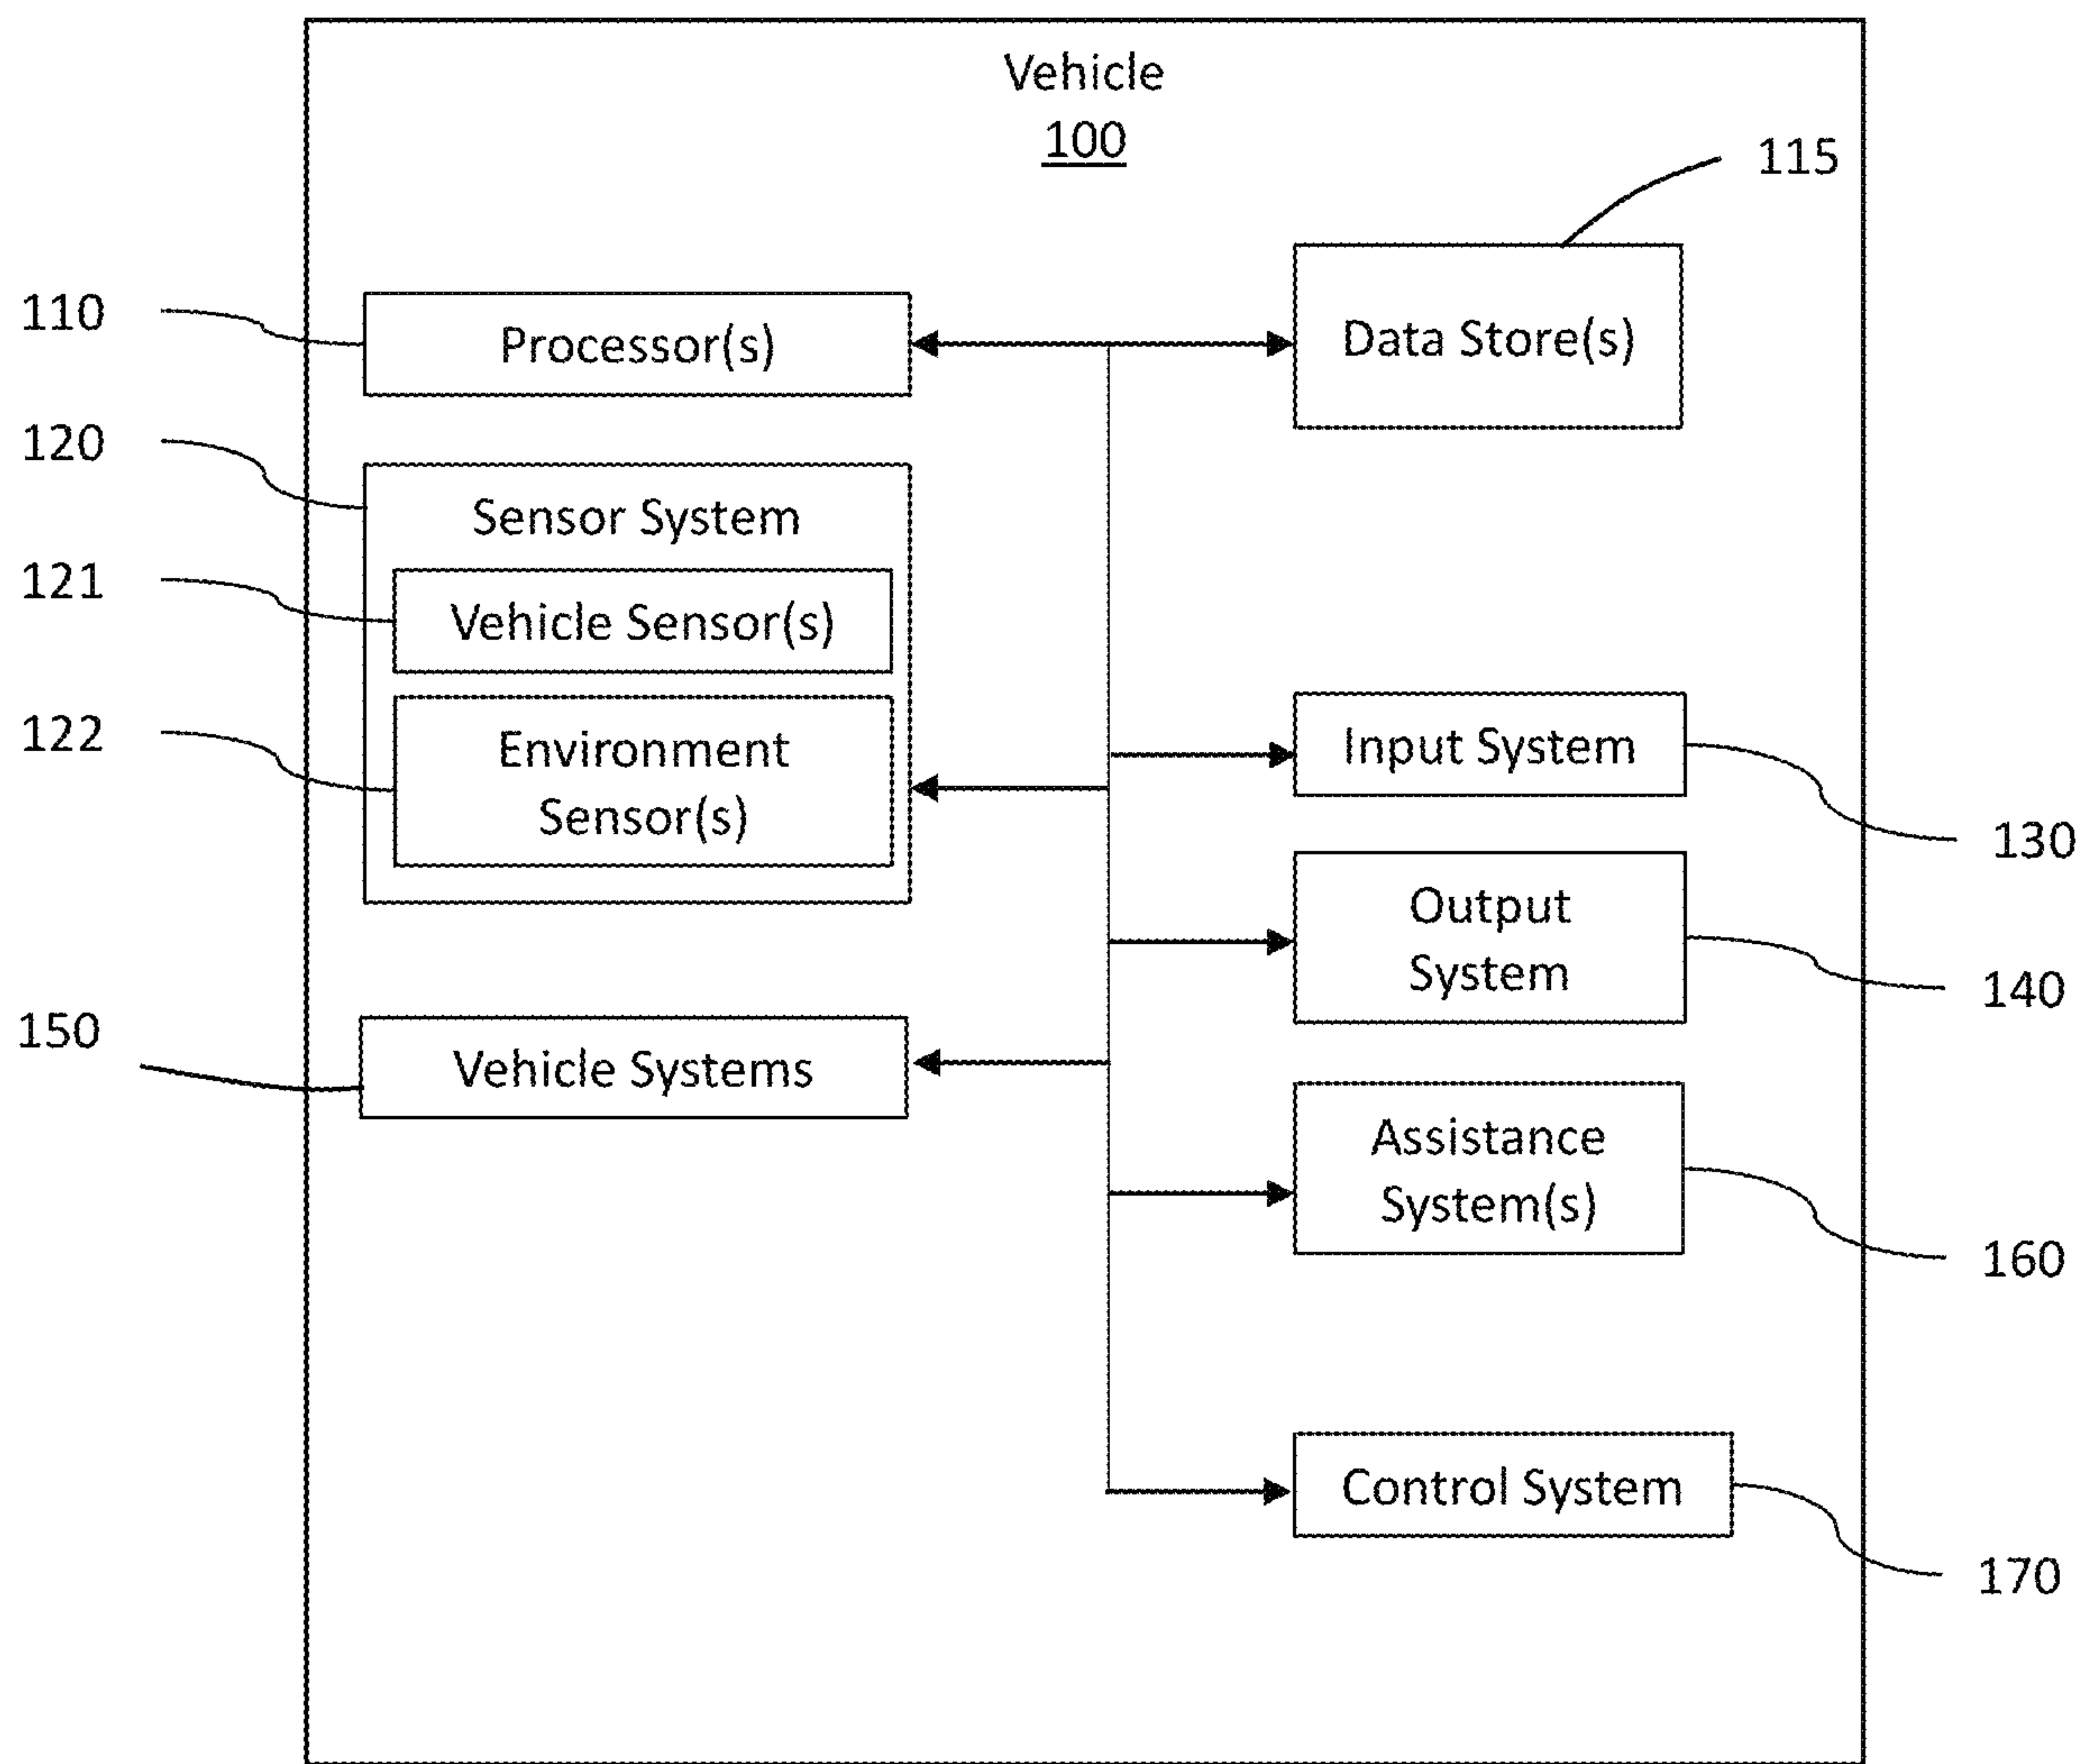 Vehicle
100
115
110
Processor(s)
Data Store(s)
120
Sensor System
121
Vehicle Sensor(s)
122
Environment
Sensor(s)
Input System
130
Output
System
140
150
Vehicle Systems
Assistance
System(s)
160
Control System
170